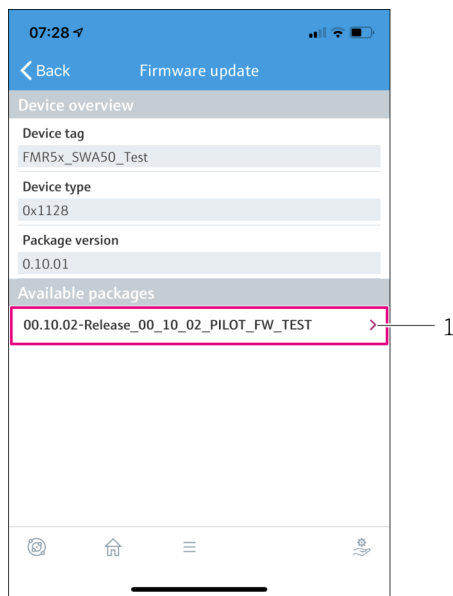 07:28
Back Firmware update
Device overview
Device tag
FMR5x_SWA50_Test
Device type
0x1128
Package version
0.10.01
Available packages
00.10.02-Release_00_10_02_PILOT_FW_TEST
1